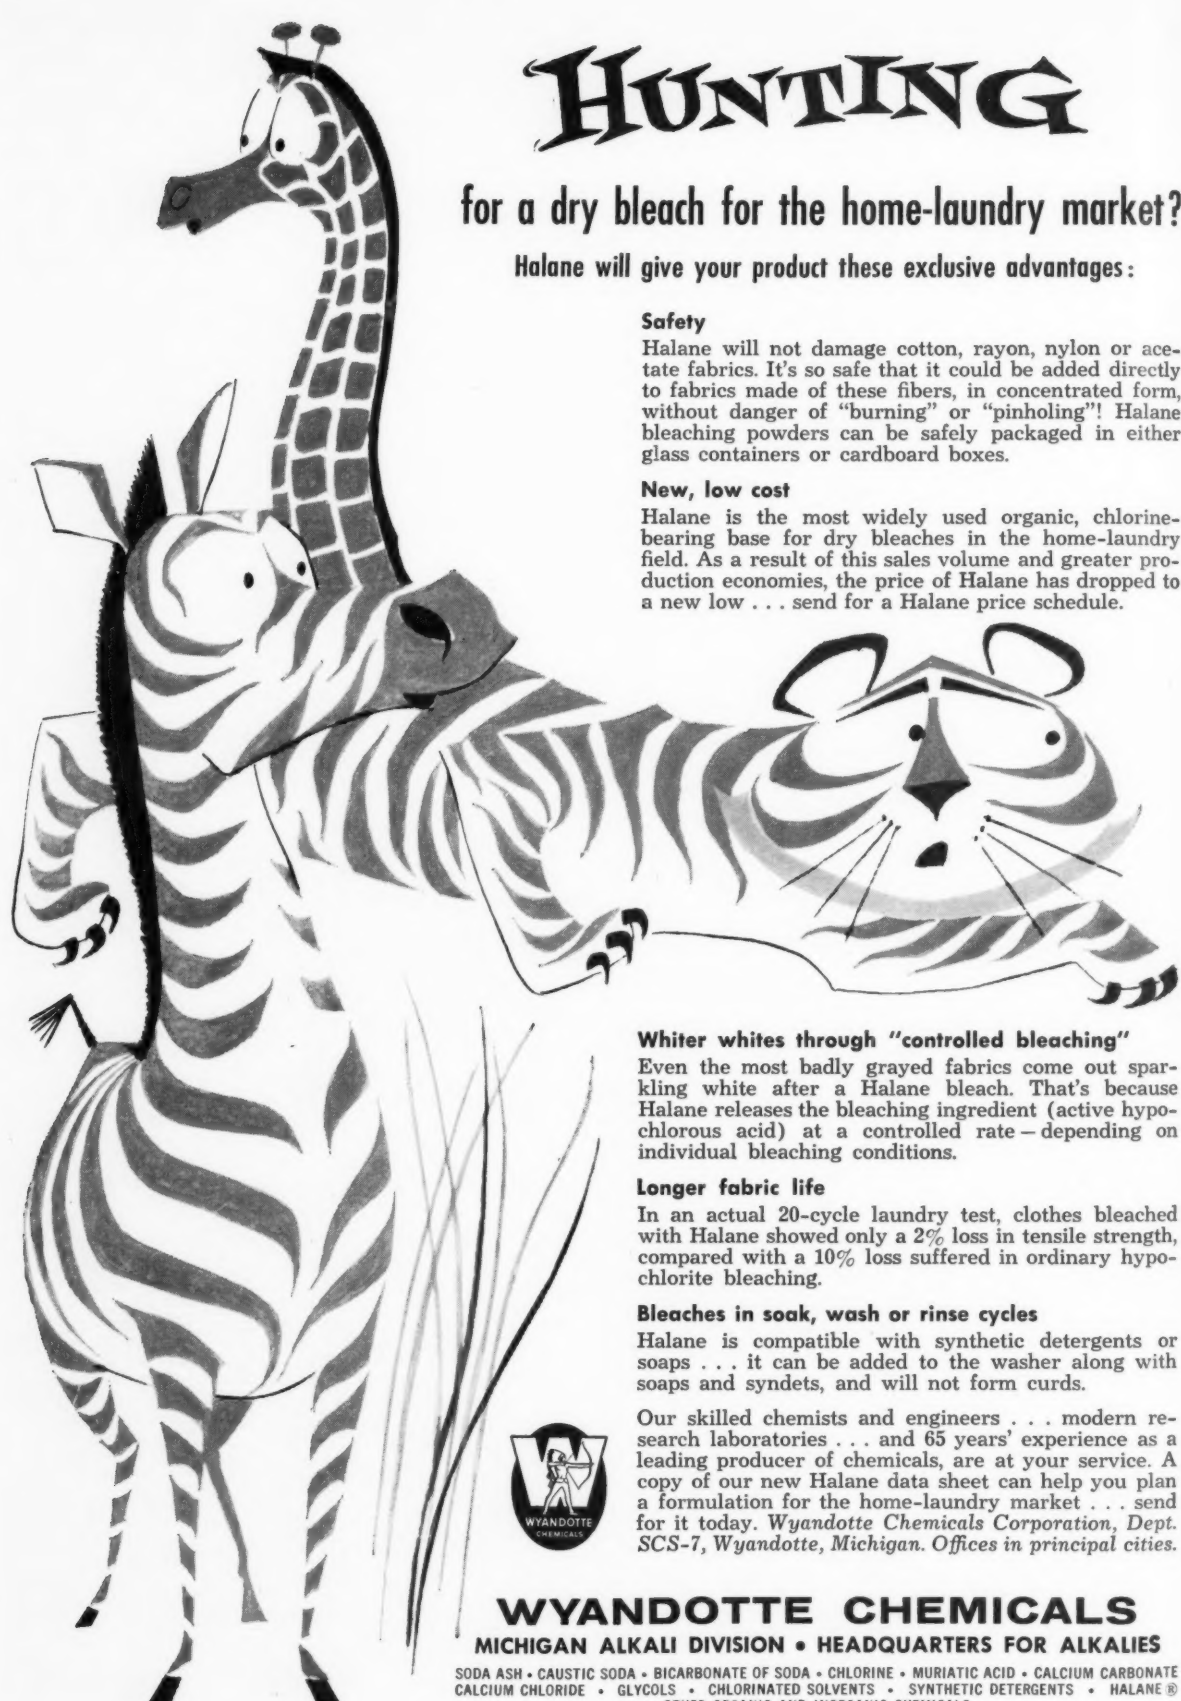 HUNTING
for a dry bleach for the home-laundry market?
Halane will give your product these exclusive advantages:
Safety
Halane will not damage cotton, rayon, nylon or ace-
tate fabrics. It's so safe that it could be added directly
to fabrics made of these fibers, in concentrated form,
without danger of "burning" or "pinholing"! Halane
bleaching powders can be safely packaged in either
glass containers or cardboard boxes.
New, low cost
Halane is the most widely used organic, chlorine-
bearing base for dry bleaches in the home-laundry
field. As a result of this sales volume and greater pro-
duction economies, the price of Halane has dropped to
a new low . . . send for a Halane price schedule.
Whiter whites through "controlled bleaching"
Even the most badly grayed fabrics come out spar-
kling white after a Halane bleach. That's because
Halane releases the bleaching ingredient (active hypo-
chlorous acid) at a controlled rate – depending on
individual bleaching conditions.
Longer fabric life
In an actual 20-cycle laundry test, clothes bleached
with Halane showed only a 2% loss in tensile strength,
compared with a 10% loss suffered in ordinary hypo-
chlorite bleaching.
Bleaches in soak, wash or rinse cycles
Halane is compatible with synthetic detergents or
soaps . . . it can be added to the washer along with
soaps and syndets, and will not form curds.
Our skilled chemists and engineers . . . modern re-
search laboratories . . . and 65 years' experience as a
leading producer of chemicals, are at your service. A
copy of our new Halane data sheet can help you plan
a formulation for the home-laundry market . . . send
for it today. Wyandotte Chemicals Corporation, Dept.
SCS-7, Wyandotte, Michigan. Offices in principal cities.
W
WYANDOTTE
CHEMICALS
WYANDOTTE CHEMICALS
MICHIGAN ALKALI DIVISION • HEADQUARTERS FOR ALKALIES
SODA ASH • CAUSTIC SODA • BICARBONATE OF SODA • CHLORINE • MURIATIC ACID • CALCIUM CARBONATE
CALCIUM CHLORIDE • GLYCOLS • CHLORINATED SOLVENTS • SYNTHETIC DETERGENTS • HALANE®